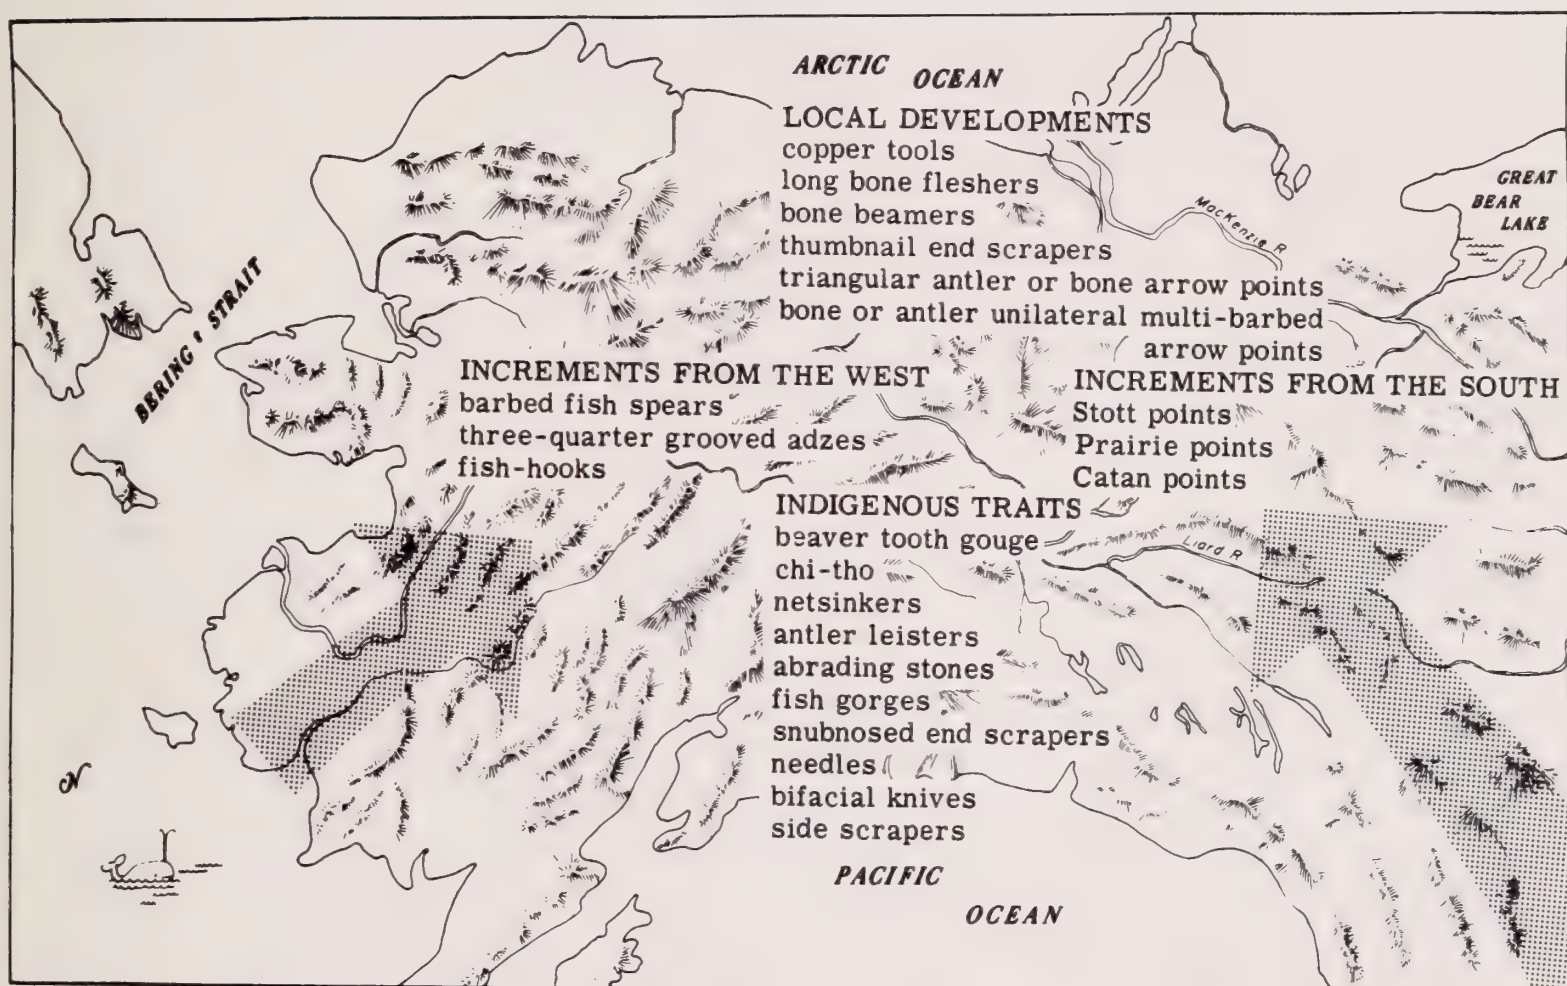 ARCTIC OCEAN
LOCAL DEVELOPMENTS
copper tools
long bone fleshers
bone beamers
thumbnail end scrapers
triangular antler or bone arrow points
bone or antler unilateral multi-barbed
arrow points
MacKenzie R
GREAT
BEAR
LAKE
BERING STRAIT
INCREMENTS FROM THE WEST
barbed fish spears
three-quarter grooved adzes
fish-hooks
INCREMENTS FROM THE SOUTH
Stott points
Prairie points
Catan points
INDIGENOUS TRAITS
beaver tooth gouge
chi-tho
netsinkers
antler leisters
abrading stones
fish gorges
snubnosed end scrapers
needles
bifacial knives
side scrapers
Liard R
N
PACIFIC
OCEAN